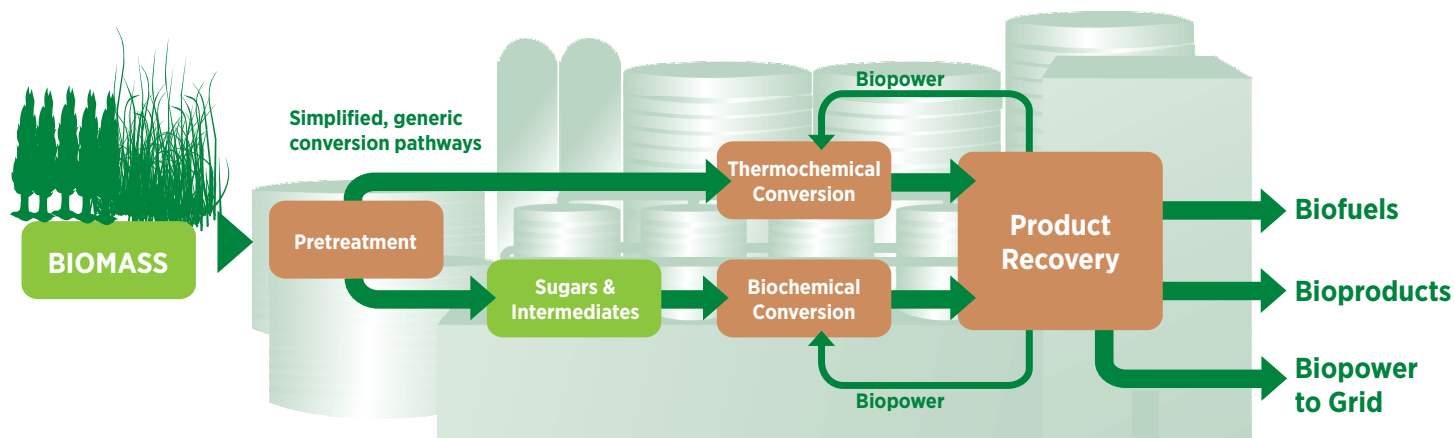 Biopower
Simplified, generic
conversion pathways
Thermochemical
Conversion
BIOMASS
Pretreatment
Product
Recovery
Biofuels
Sugars &
Intermediates
Biochemical
Conversion
Bioproducts
Biopower
Biopower
to Grid